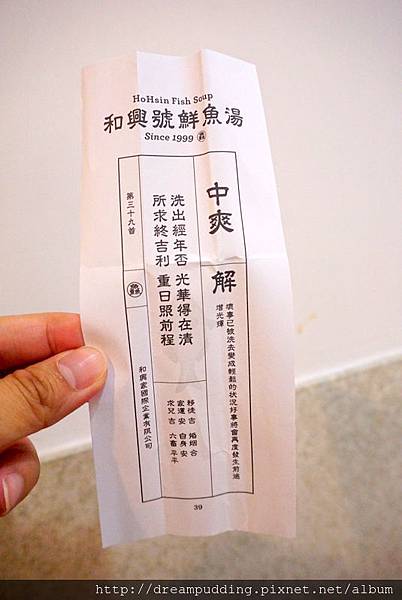 HoHsin Fish Soup
和興號鮮魚湯
Since 1999
中爽
解
壞事已被洗去變成輕鬆的狀況好事將會再度發生前途
增光輝
洗出經年否 光華得在清
所求終吉利 重日照前程
移徒吉 婚姻合
家運安 自身安
求兒吉 六畜平平
第三十九首
和興家國際企業有限公司
39
http://dreampudding.pixnet.net/album